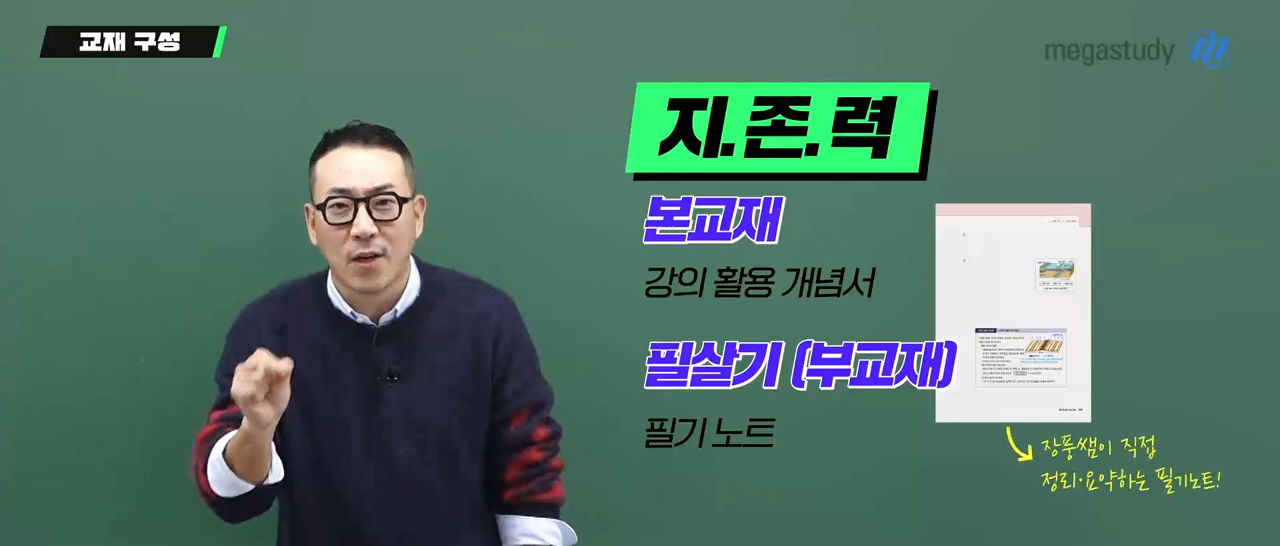 교재 구성
megastudy
지.존.력
본교재
강의 활용 개념서
필살기 (부교재)
필기 노트
장풍쌤이 직접
정리·요약하는 필기노트!